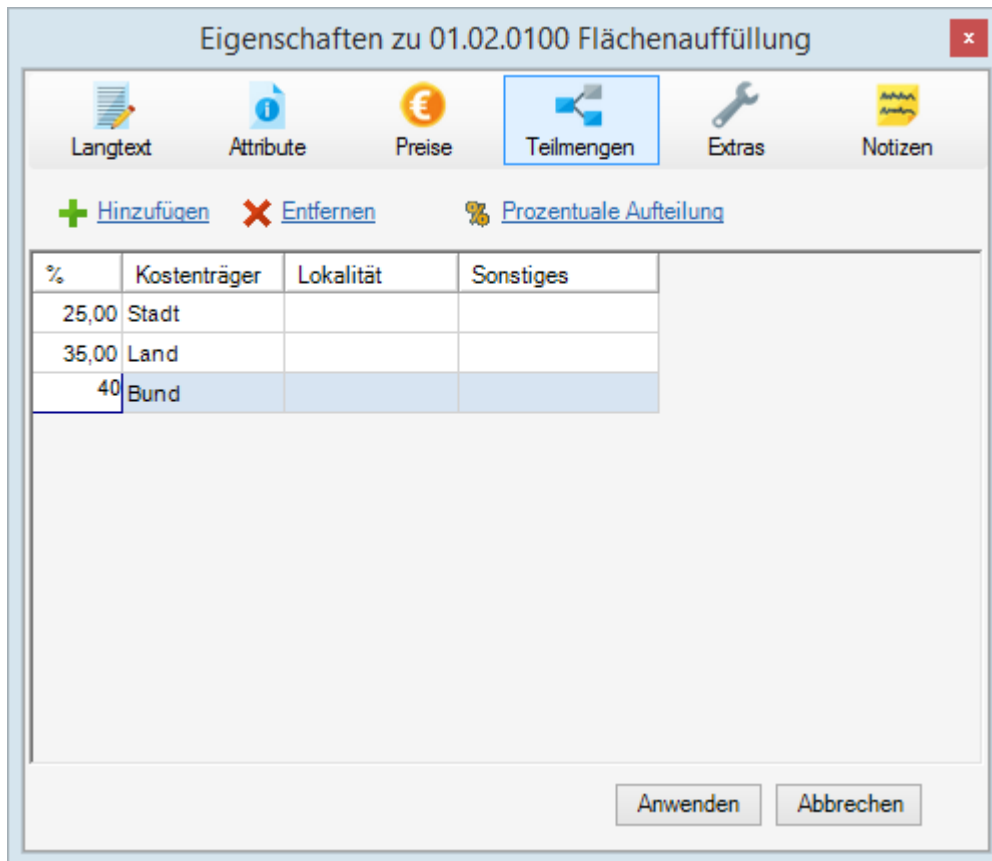 Eigenschaften zu 01.02.0100 Flächenauffüllung
x
Langtext Attribute Preise Teilmengen Extras Notizen
Hinzufügen Entfernen Prozentuale Aufteilung
% Kostenträger Lokalität Sonstiges
25,00 Stadt
35,00 Land
40 Bund
Anwenden Abbrechen